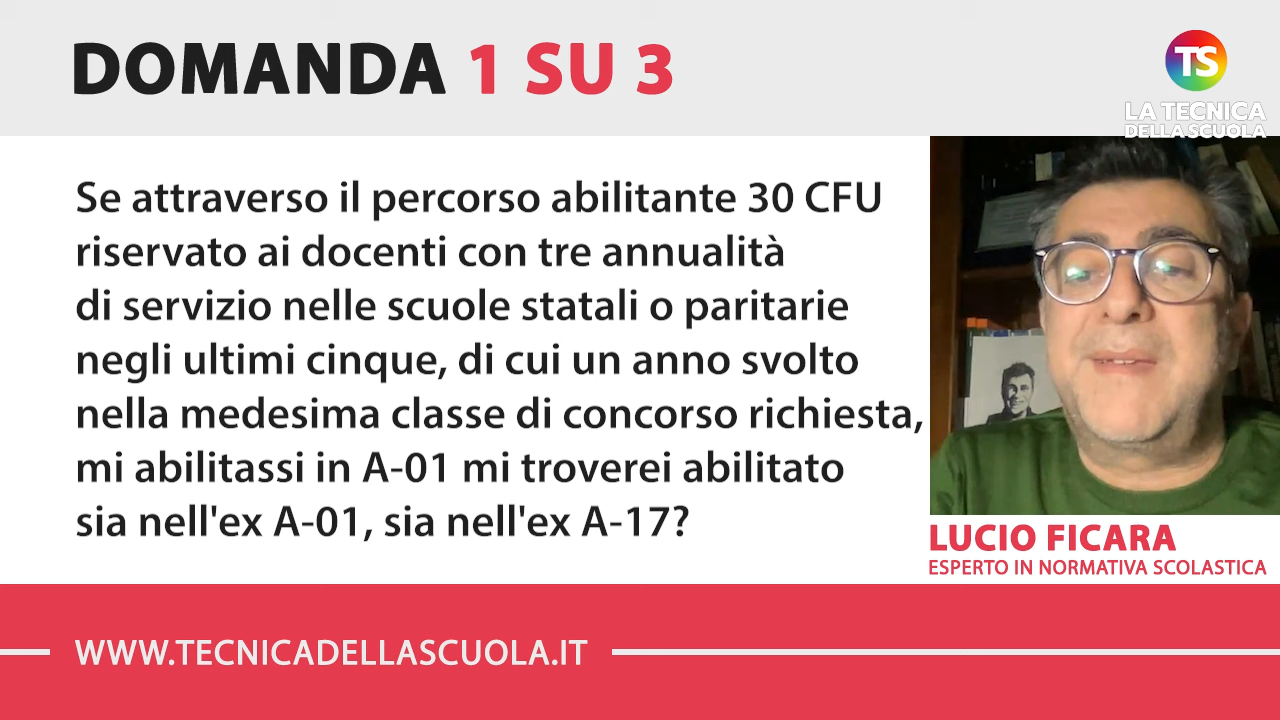 DOMANDA 1 SU 3
TS
LA TECNICA
DELLA SCUOLA
Se attraverso il percorso abilitante 30 CFU
riservato ai docenti con tre annualità
di servizio nelle scuole statali o paritarie
negli ultimi cinque, di cui un anno svolto
nella medesima classe di concorso richiesta,
mi abilitassi in A-01 mi troverei abilitato
sia nell'ex A-01, sia nell'ex A-17?
LUCIO FICARA
ESPERTO IN NORMATIVA SCOLASTICA
WWW.TECNICADELLASCUOLA.IT